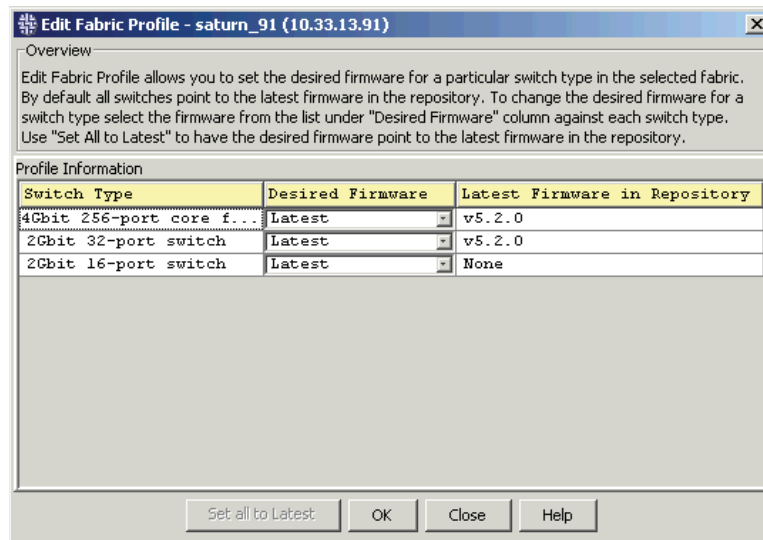 Edit Fabric Profile - saturn_91 (10.33.13.91)
Overview
Edit Fabric Profile allows you to set the desired firmware for a particular switch type in the selected fabric.
By default all switches point to the latest firmware in the repository. To change the desired firmware for a
switch type select the firmware from the list under "Desired Firmware" column against each switch type.
Use "Set All to Latest" to have the desired firmware point to the latest firmware in the repository.
Profile Information
Switch Type Desired Firmware Latest Firmware in Repository
4Gbit 256-port core f... Latest v5.2.0
2Gbit 32-port switch Latest v5.2.0
2Gbit 16-port switch Latest None
Set all to Latest OK Close Help